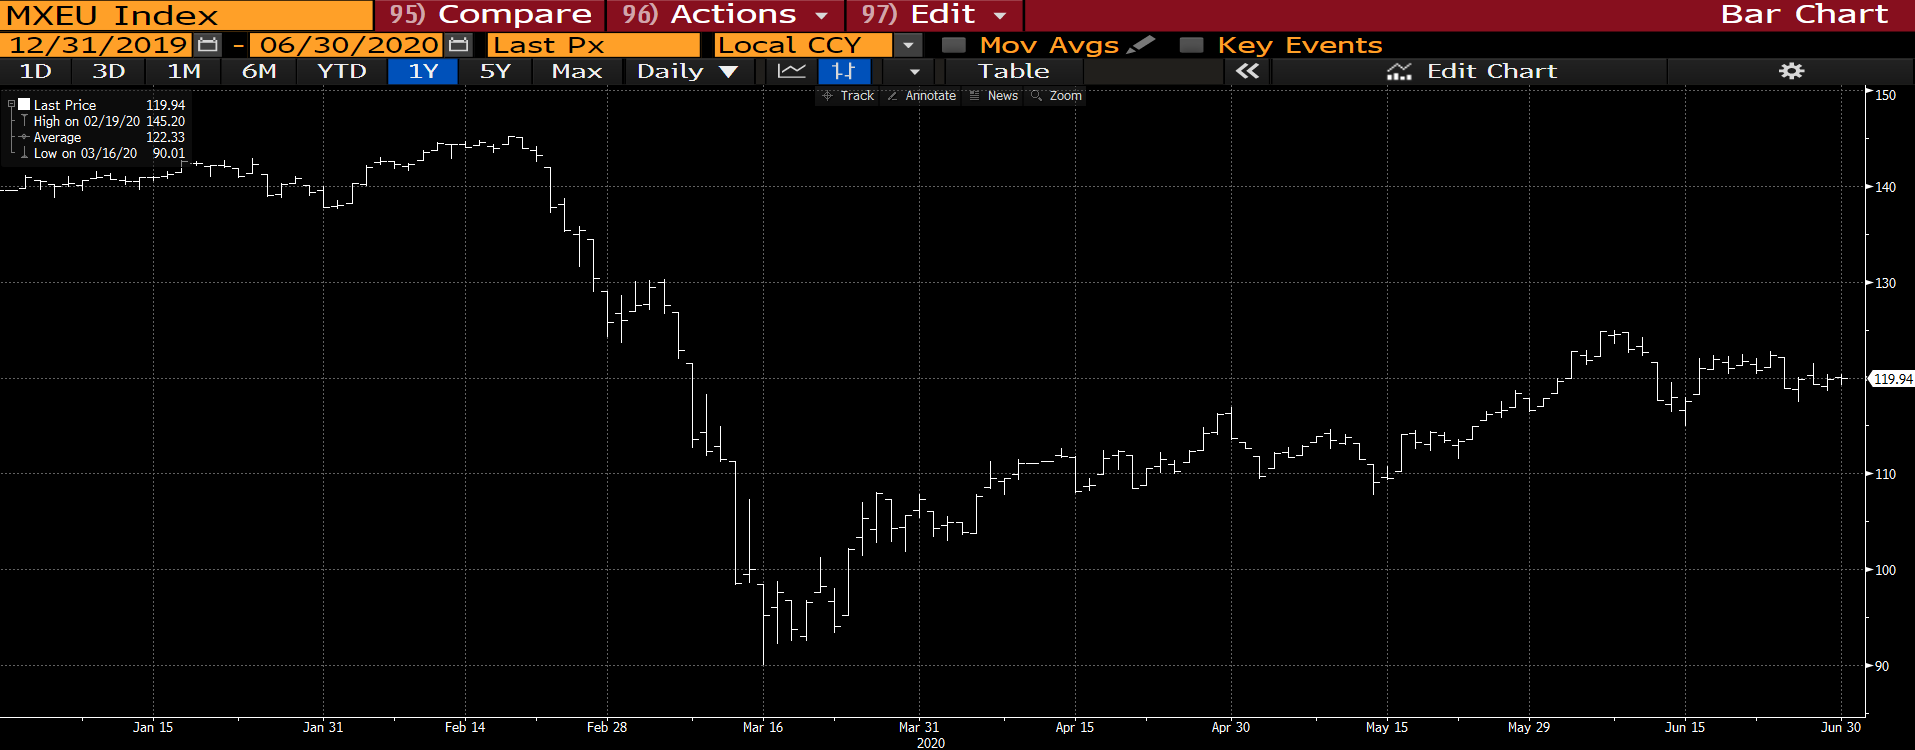 MXEU Index 95) Compare 96) Actions 97) Edit Bar Chart
12/31/2019 - 06/30/2020 Last Px Local CCY Mov Avgs Key Events
1D 3D 1M 6M YTD 1Y 5Y Max Daily Table Edit Chart
Track Annotate News Zoom
Last Price 119.94
High on 02/19/20 145.20
Average 122.33
Low on 03/16/20 90.01
150
140
130
119.94
110
100
90
Jan 15 Jan 31 Feb 14 Feb 28 Mar 16 Mar 31 Apr 15 Apr 30 May 15 May 29 Jun 15 Jun 30
2020